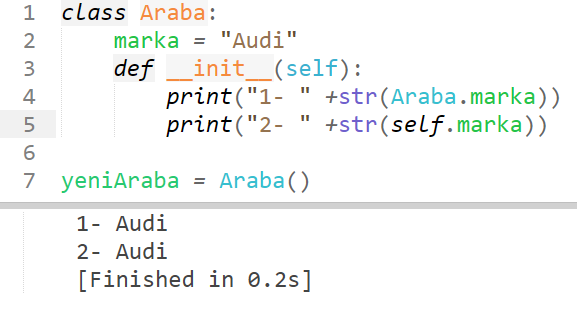 1 class Araba:
2     marka = "Audi"
3     def __init__(self):
4         print("1- " +str(Araba.marka))
5         print("2- " +str(self.marka))
6
7 yeniAraba = Araba()
1- Audi
2- Audi
[Finished in 0.2s]